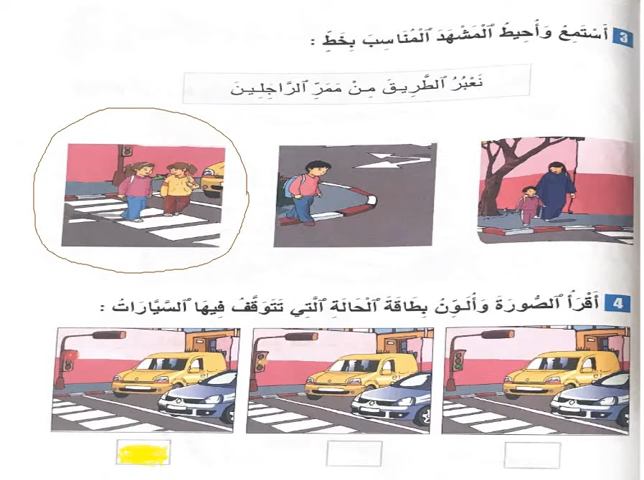 3 أَسْتَمِعُ وَأُحِيطُ ٱلْمَشْهَدَ ٱلْمُنَاسِبَ بِخَطٍّ :
نَعْبُرُ ٱلطَّرِيقَ مِنْ مَمَرِّ ٱلرَّاجِلِينَ
4 أَقْرَأُ ٱلصُّورَةَ وَأُلَوِّنُ بِطَاقَةَ ٱلْحَالَةِ ٱلَّتِي تَتَوَقَّفُ فِيهَا ٱلسَّيَّارَاتُ :